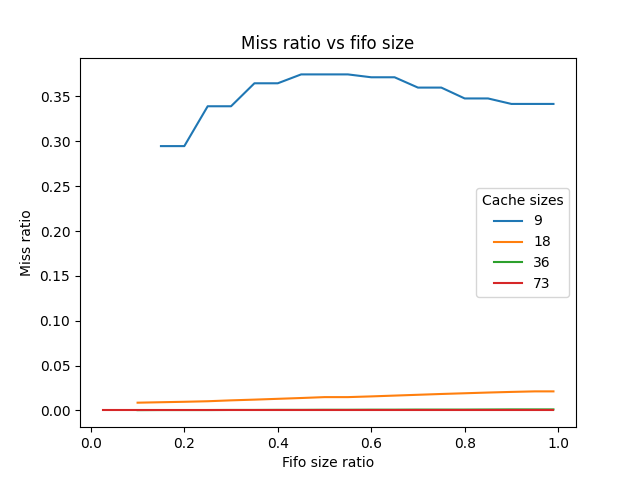 Miss ratio vs fifo size
Miss ratio
0.35
0.30
0.25
0.20
0.15
0.10
0.05
0.00
Cache sizes
9
18
36
73
0.0 0.2 0.4 0.6 0.8 1.0
Fifo size ratio